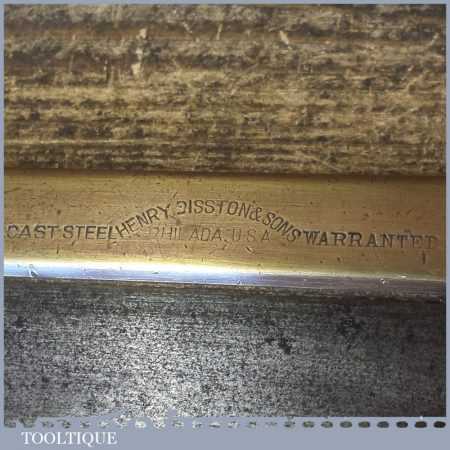 HENRY DISSTON & SONS
CAST STEEL PHILADA, U.S.A. WARRANTED
TOOLTIQUE